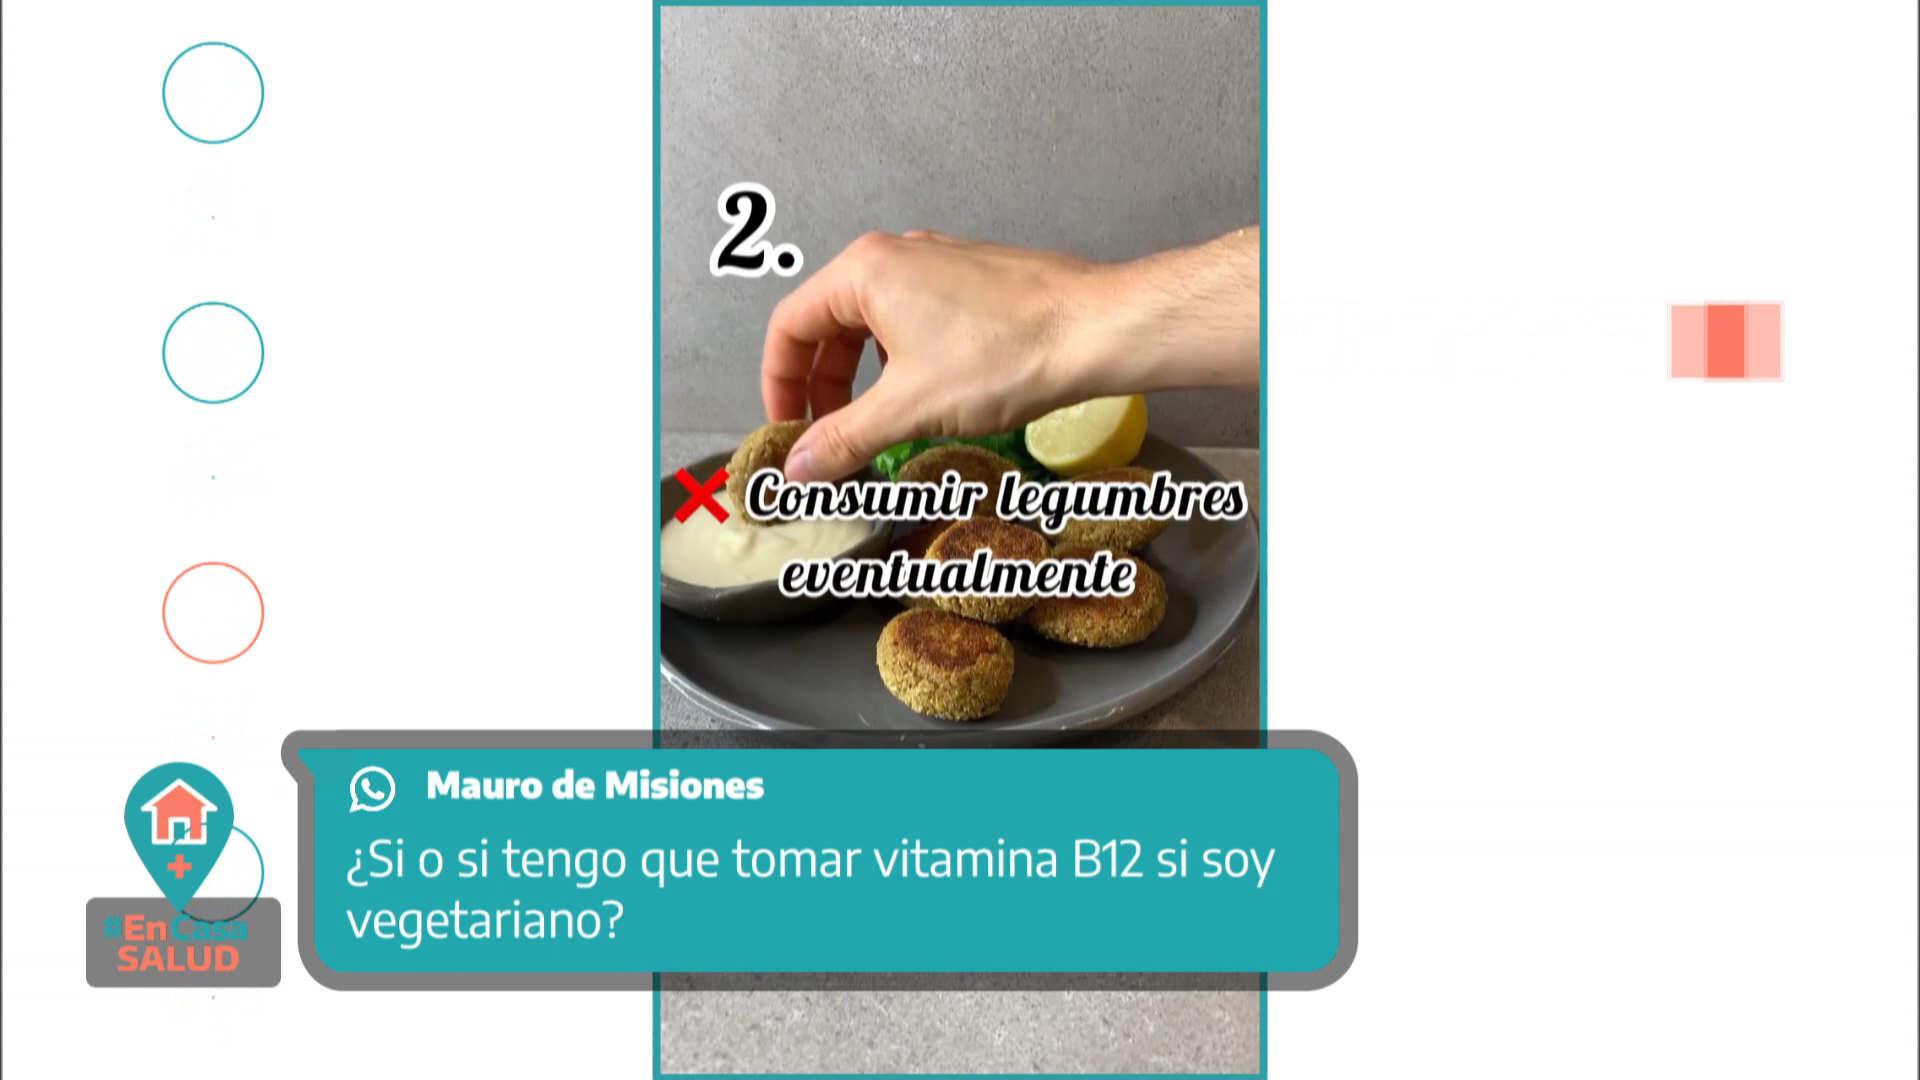 2.
❌ Consumir legumbres
eventualmente
Mauro de Misiones
¿Si o si tengo que tomar vitamina B12 si soy
vegetariano?
#EnCasa
SALUD